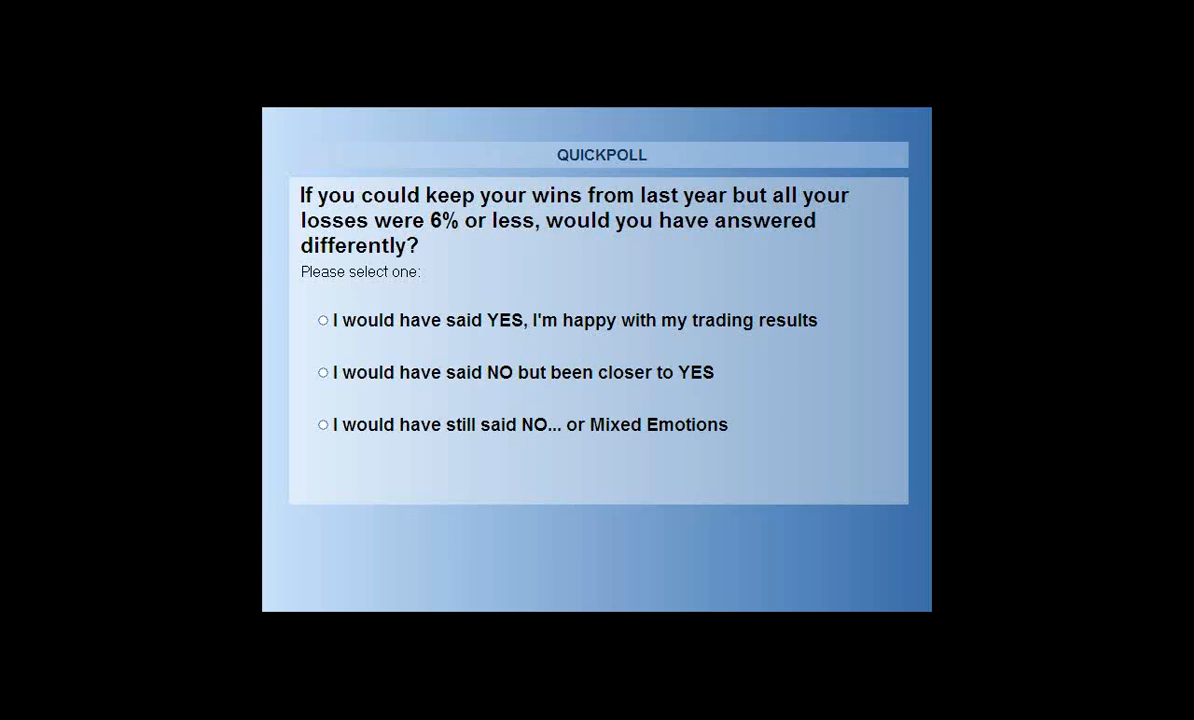 QUICKPOLL
If you could keep your wins from last year but all your
losses were 6% or less, would you have answered
differently?
Please select one:
I would have said YES, I'm happy with my trading results
I would have said NO but been closer to YES
I would have still said NO... or Mixed Emotions